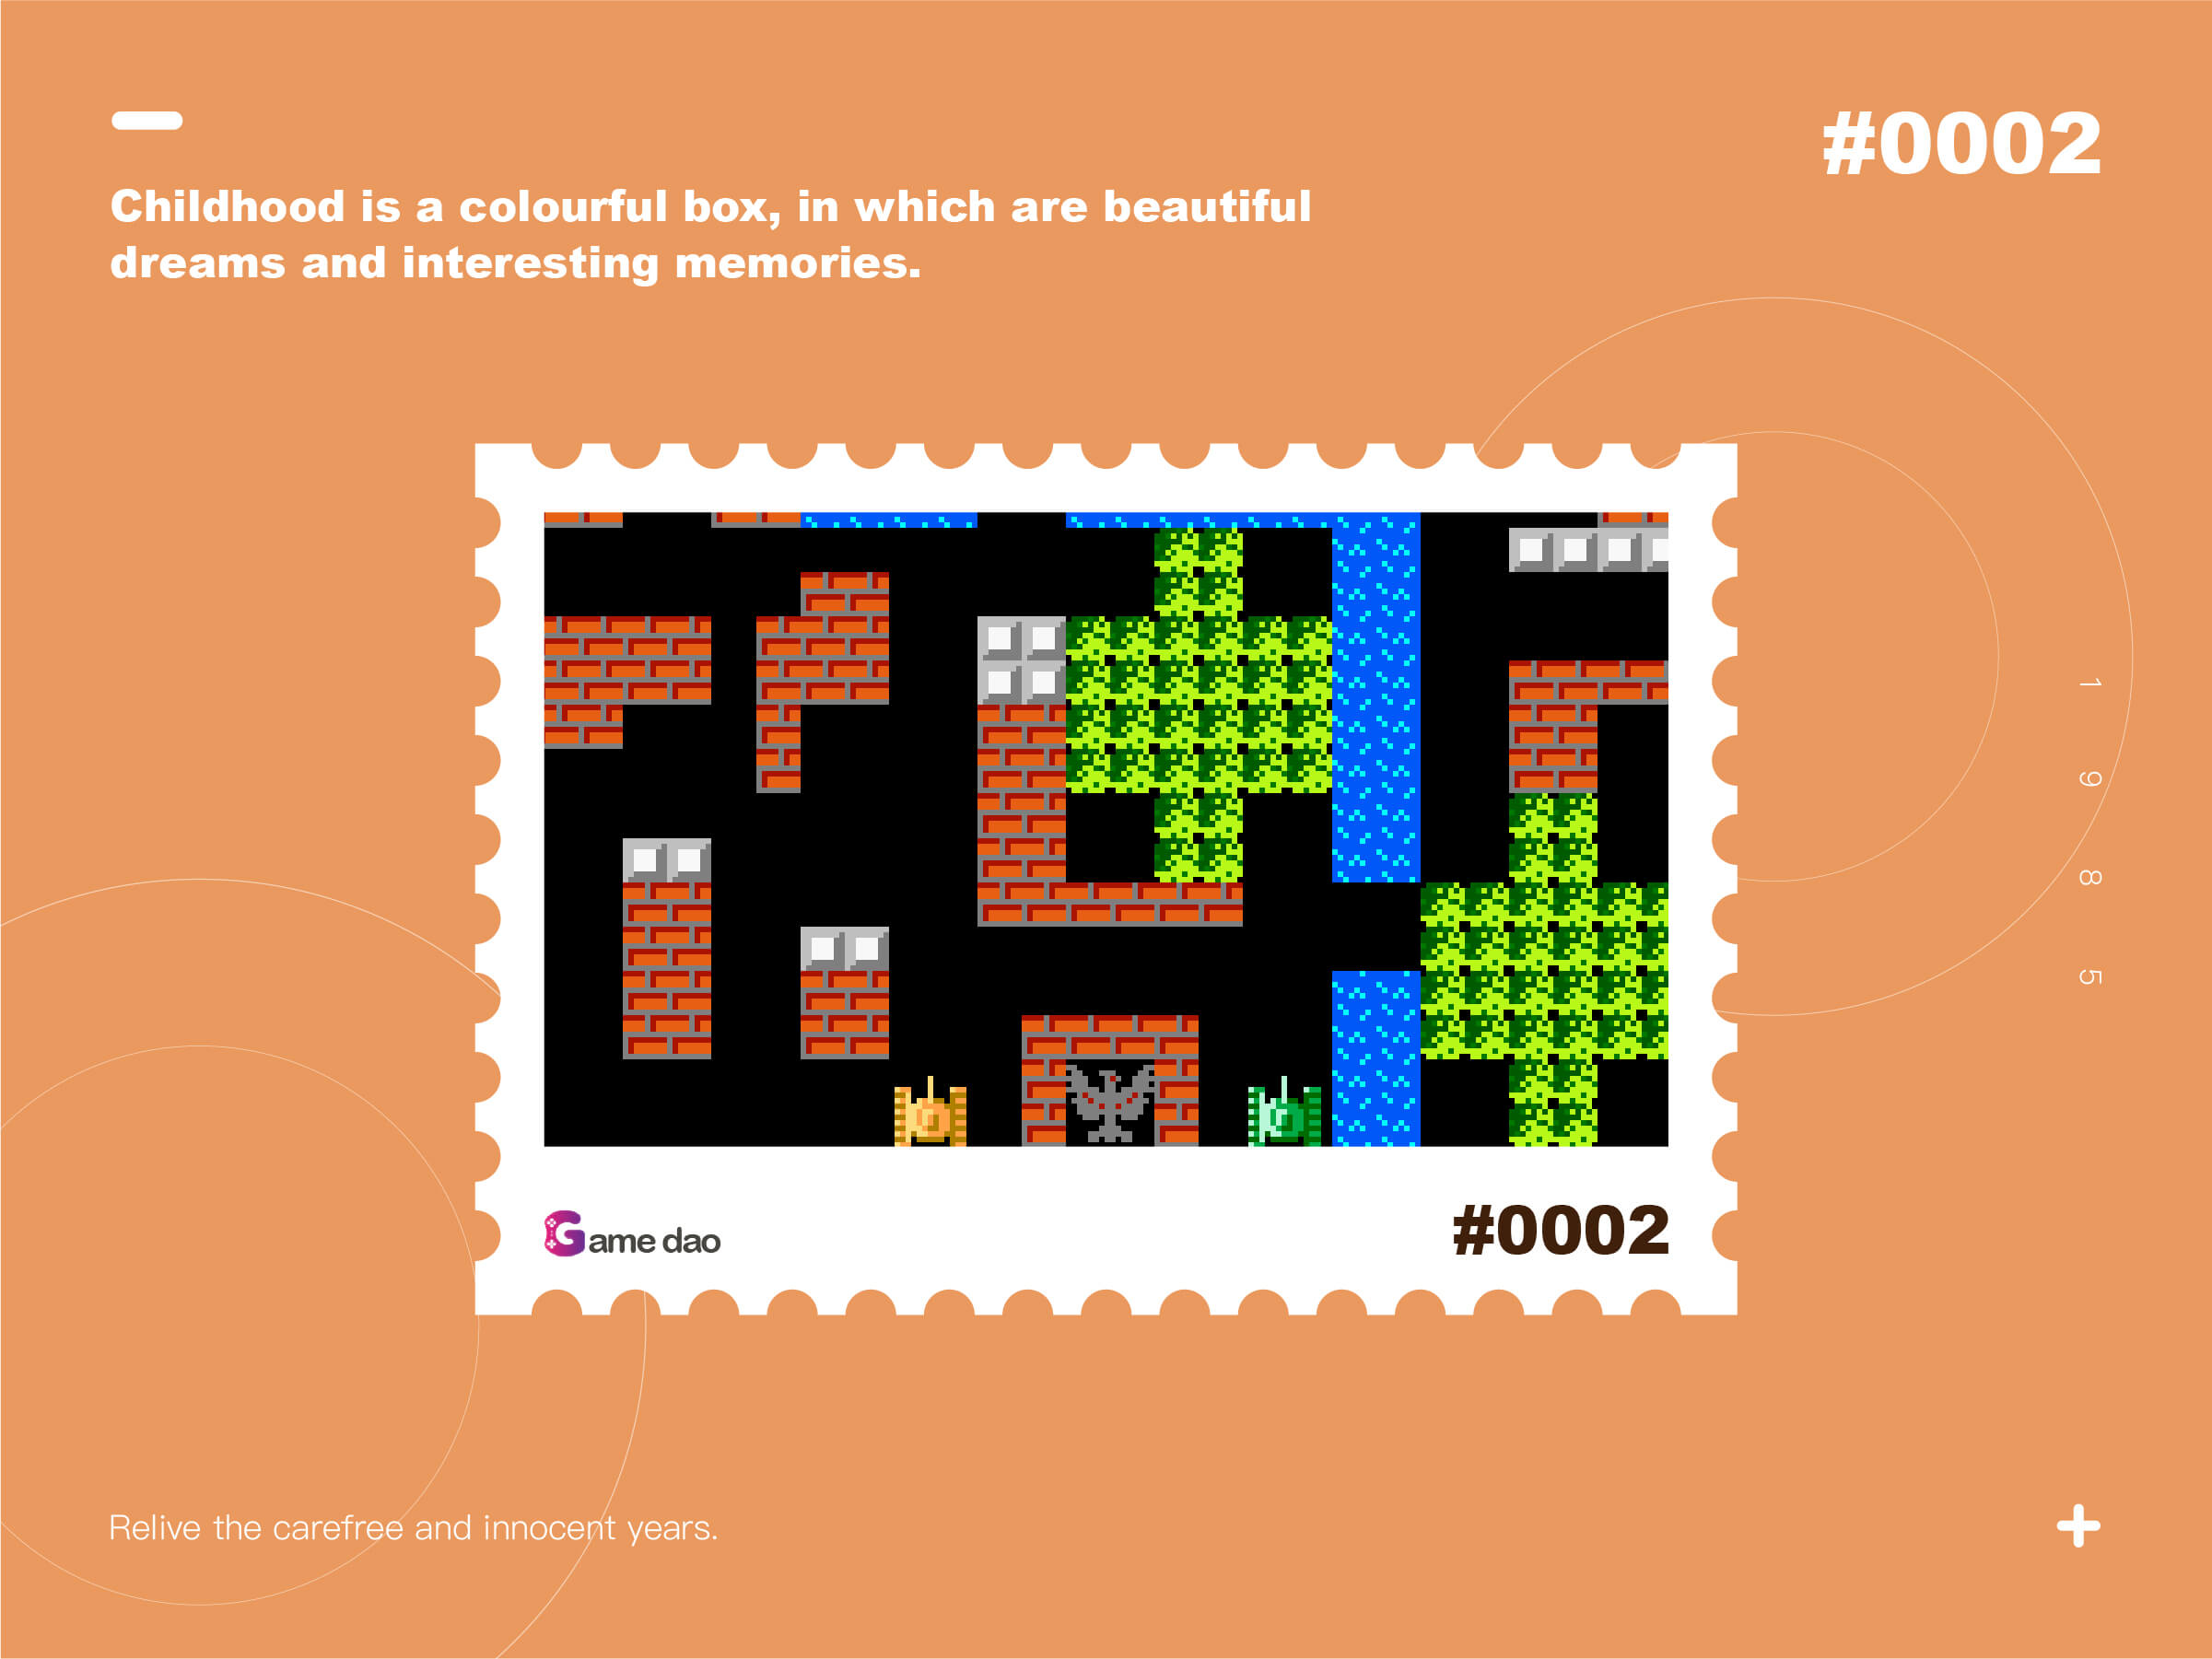 #0002
Childhood is a colourful box, in which are beautiful
dreams and interesting memories.
1 9 8 5
Game dao
#0002
Relive the carefree and innocent years.